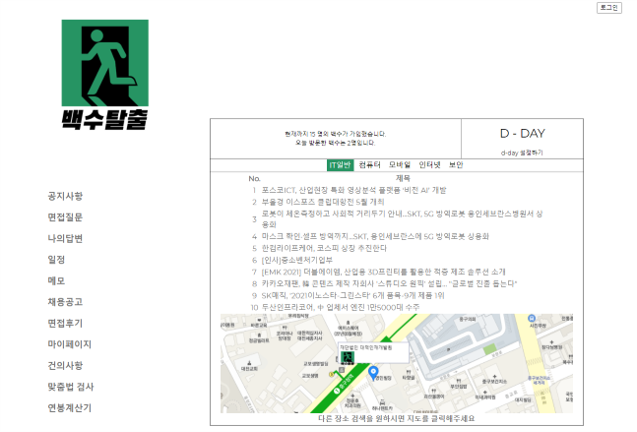 로그인
백수탈출
현재까지 15 명의 백수가 가입했습니다.
오늘 방문한 백수는 2명입니다.
D - DAY
d-day 설정하기
IT일반 컴퓨터 모바일 인터넷 보안
No. 제목
1 포스코ICT, 산업현장 특화 영상분석 플랫폼 '비전 AI' 개발
2 부울경 이스포츠 클럽대항전 5월 개최
3 로봇이 체온측정하고 사회적 거리두기 안내...SKT, 5G 방역로봇 용인세브란스병원서 상
용화
4 마스크 확인·셀프 방역까지...SKT, 용인세브란스에 5G 방역로봇 상용화
5 한컴라이프케어, 코스피 상장 추진한다
6 [인사]중소벤처기업부
7 [EMK 2021] 더블에이엠, 산업용 3D프린터를 활용한 적층 제조 솔루션 소개
8 카카오재팬, 韓 콘텐츠 제작 자회사 '스튜디오 원픽' 설립... "글로벌 진출 돕는다"
9 SK매직, '2021이노스타·그린스타' 6개 품목·9개 제품 1위
10 두산인프라코어, 中 업체서 엔진 1만5000대 수주
다른 장소 검색을 원하시면 지도를 클릭해주세요
공지사항
면접질문
나의답변
일정
메모
채용공고
면접후기
마이페이지
건의사항
맞춤법 검사
연봉계산기